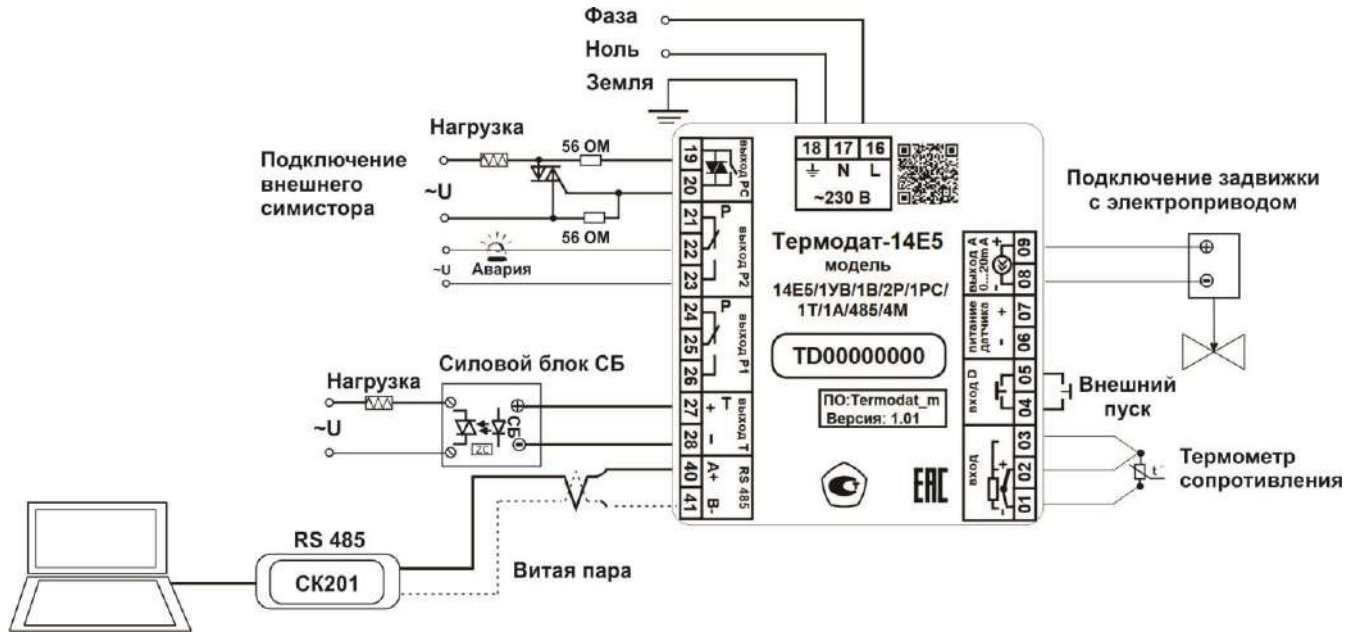 Фаза
Ноль
Земля
Нагрузка
56 ОМ
Подключение
внешнего
симистора
~U
56 ОМ
Авария
~U
Силовой блок СБ
Нагрузка
~U
СБ
ZC
RS 485
СК201
Витая пара
19
20
выход РС
21
22
23
Р
выход Р2
24
25
26
Р
выход Р1
27
28
+
-
Т
выход Т
40
41
A+
B-
RS 485
18 17 16
N L
~230 В
Термодат-14Е5
модель
14Е5/1УВ/1В/2Р/1РС/
1Т/1А/485/4М
TD00000000
ПО:Termodat_m
Версия: 1.01
ЕАС
выход А
0...20mA
+
-
09
08
питание
датчика
+
-
07
06
вход D
05
04
вход
+
-
03
02
01
Подключение задвижки
с электроприводом
Внешний
пуск
t°
Термометр
сопротивления